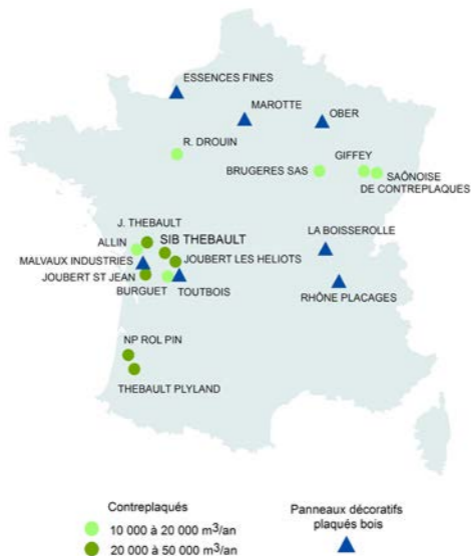 ESSENCES FINES
MAROTTE
OBER
R. DROUIN
GIFFEY
BRUGERES SAS
SAÔNOISE
DE CONTREPLAQUES
J. THEBAULT
SIB THEBAULT
LA BOISSEROLLE
ALLIN
MALVAUX INDUSTRIES
JOUBERT LES HELIOTS
JOUBERT ST JEAN
BURGUET
TOUTBOIS
RHÔNE PLACAGES
NP ROL PIN
THEBAULT PLYLAND
Contreplaqués
10 000 à 20 000 m³/an
20 000 à 50 000 m³/an
Panneaux décoratifs
plaqués bois